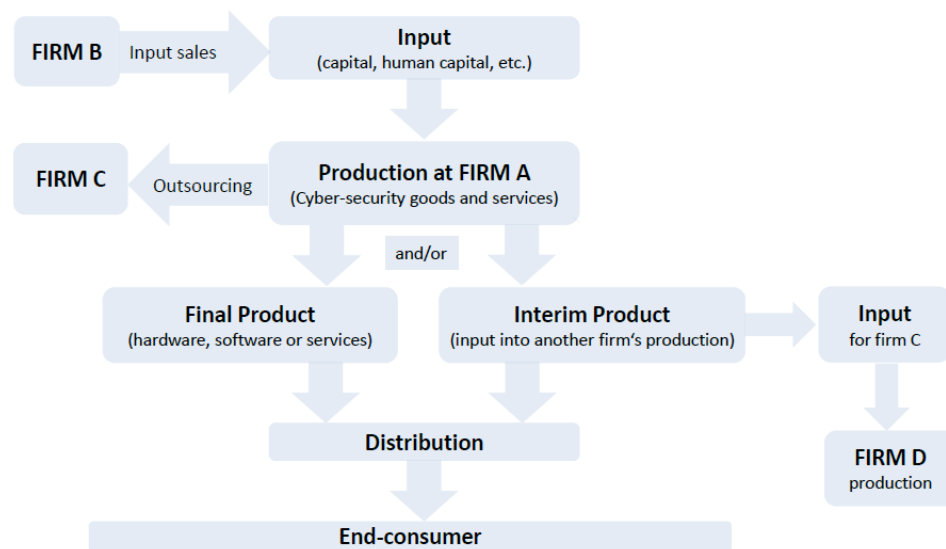 FIRM B
Input sales
Input
(capital, human capital, etc.)
FIRM C
Outsourcing
Production at FIRM A
(Cyber-security goods and services)
and/or
Final Product
(hardware, software or services)
Interim Product
(input into another firm‘s production)
Input
for firm C
Distribution
FIRM D
production
End-consumer